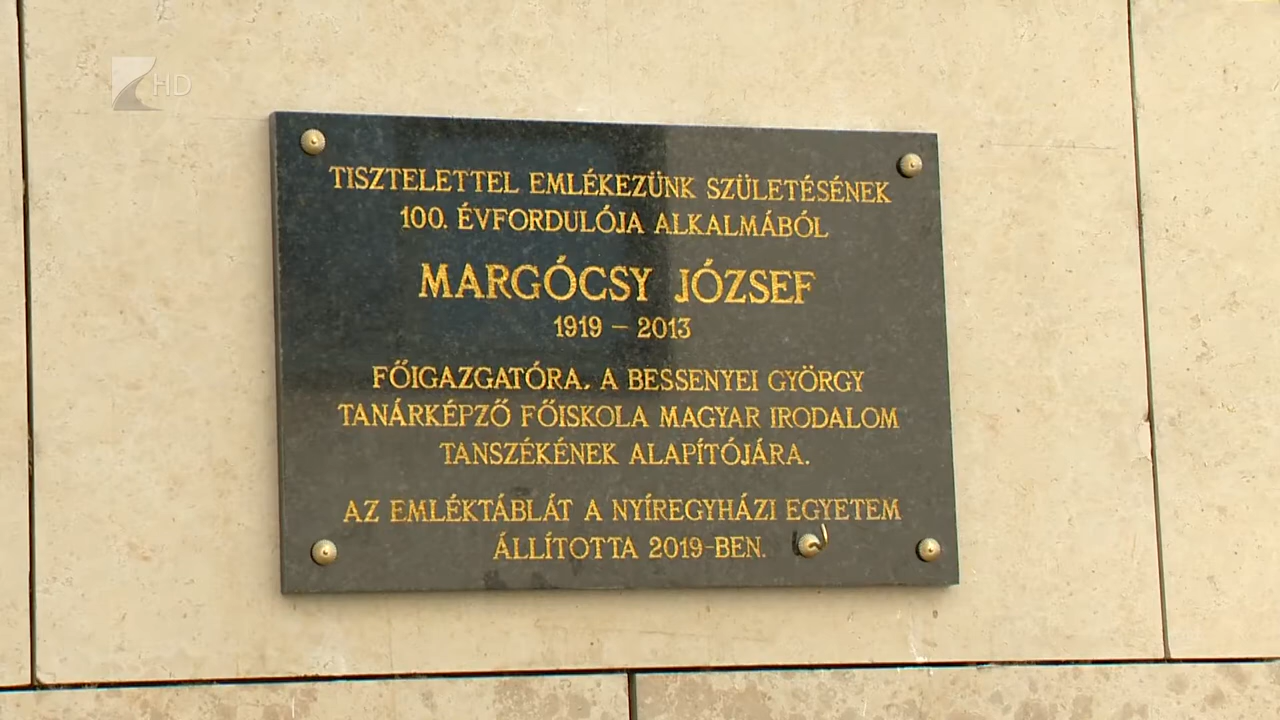 HD
TISZTELETTEL EMLÉKEZÜNK SZÜLETÉSÉNEK
100. ÉVFORDULÓJA ALKALMÁBÓL
MARGÓCSY JÓZSEF
1919 – 2013
FŐIGAZGATÓRA, A BESSENYEI GYÖRGY
TANÁRKÉPZŐ FŐISKOLA MAGYAR IRODALOM
TANSZÉKÉNEK ALAPÍTÓJÁRA.
AZ EMLÉKTÁBLÁT A NYÍREGYHÁZI EGYETEM
ÁLLÍTOTTA 2019-BEN.